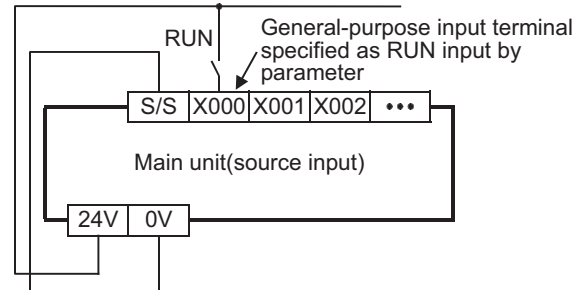 RUN
General-purpose input terminal
specified as RUN input by
parameter
S/S X000 X001 X002 •••
Main unit(source input)
24V 0V